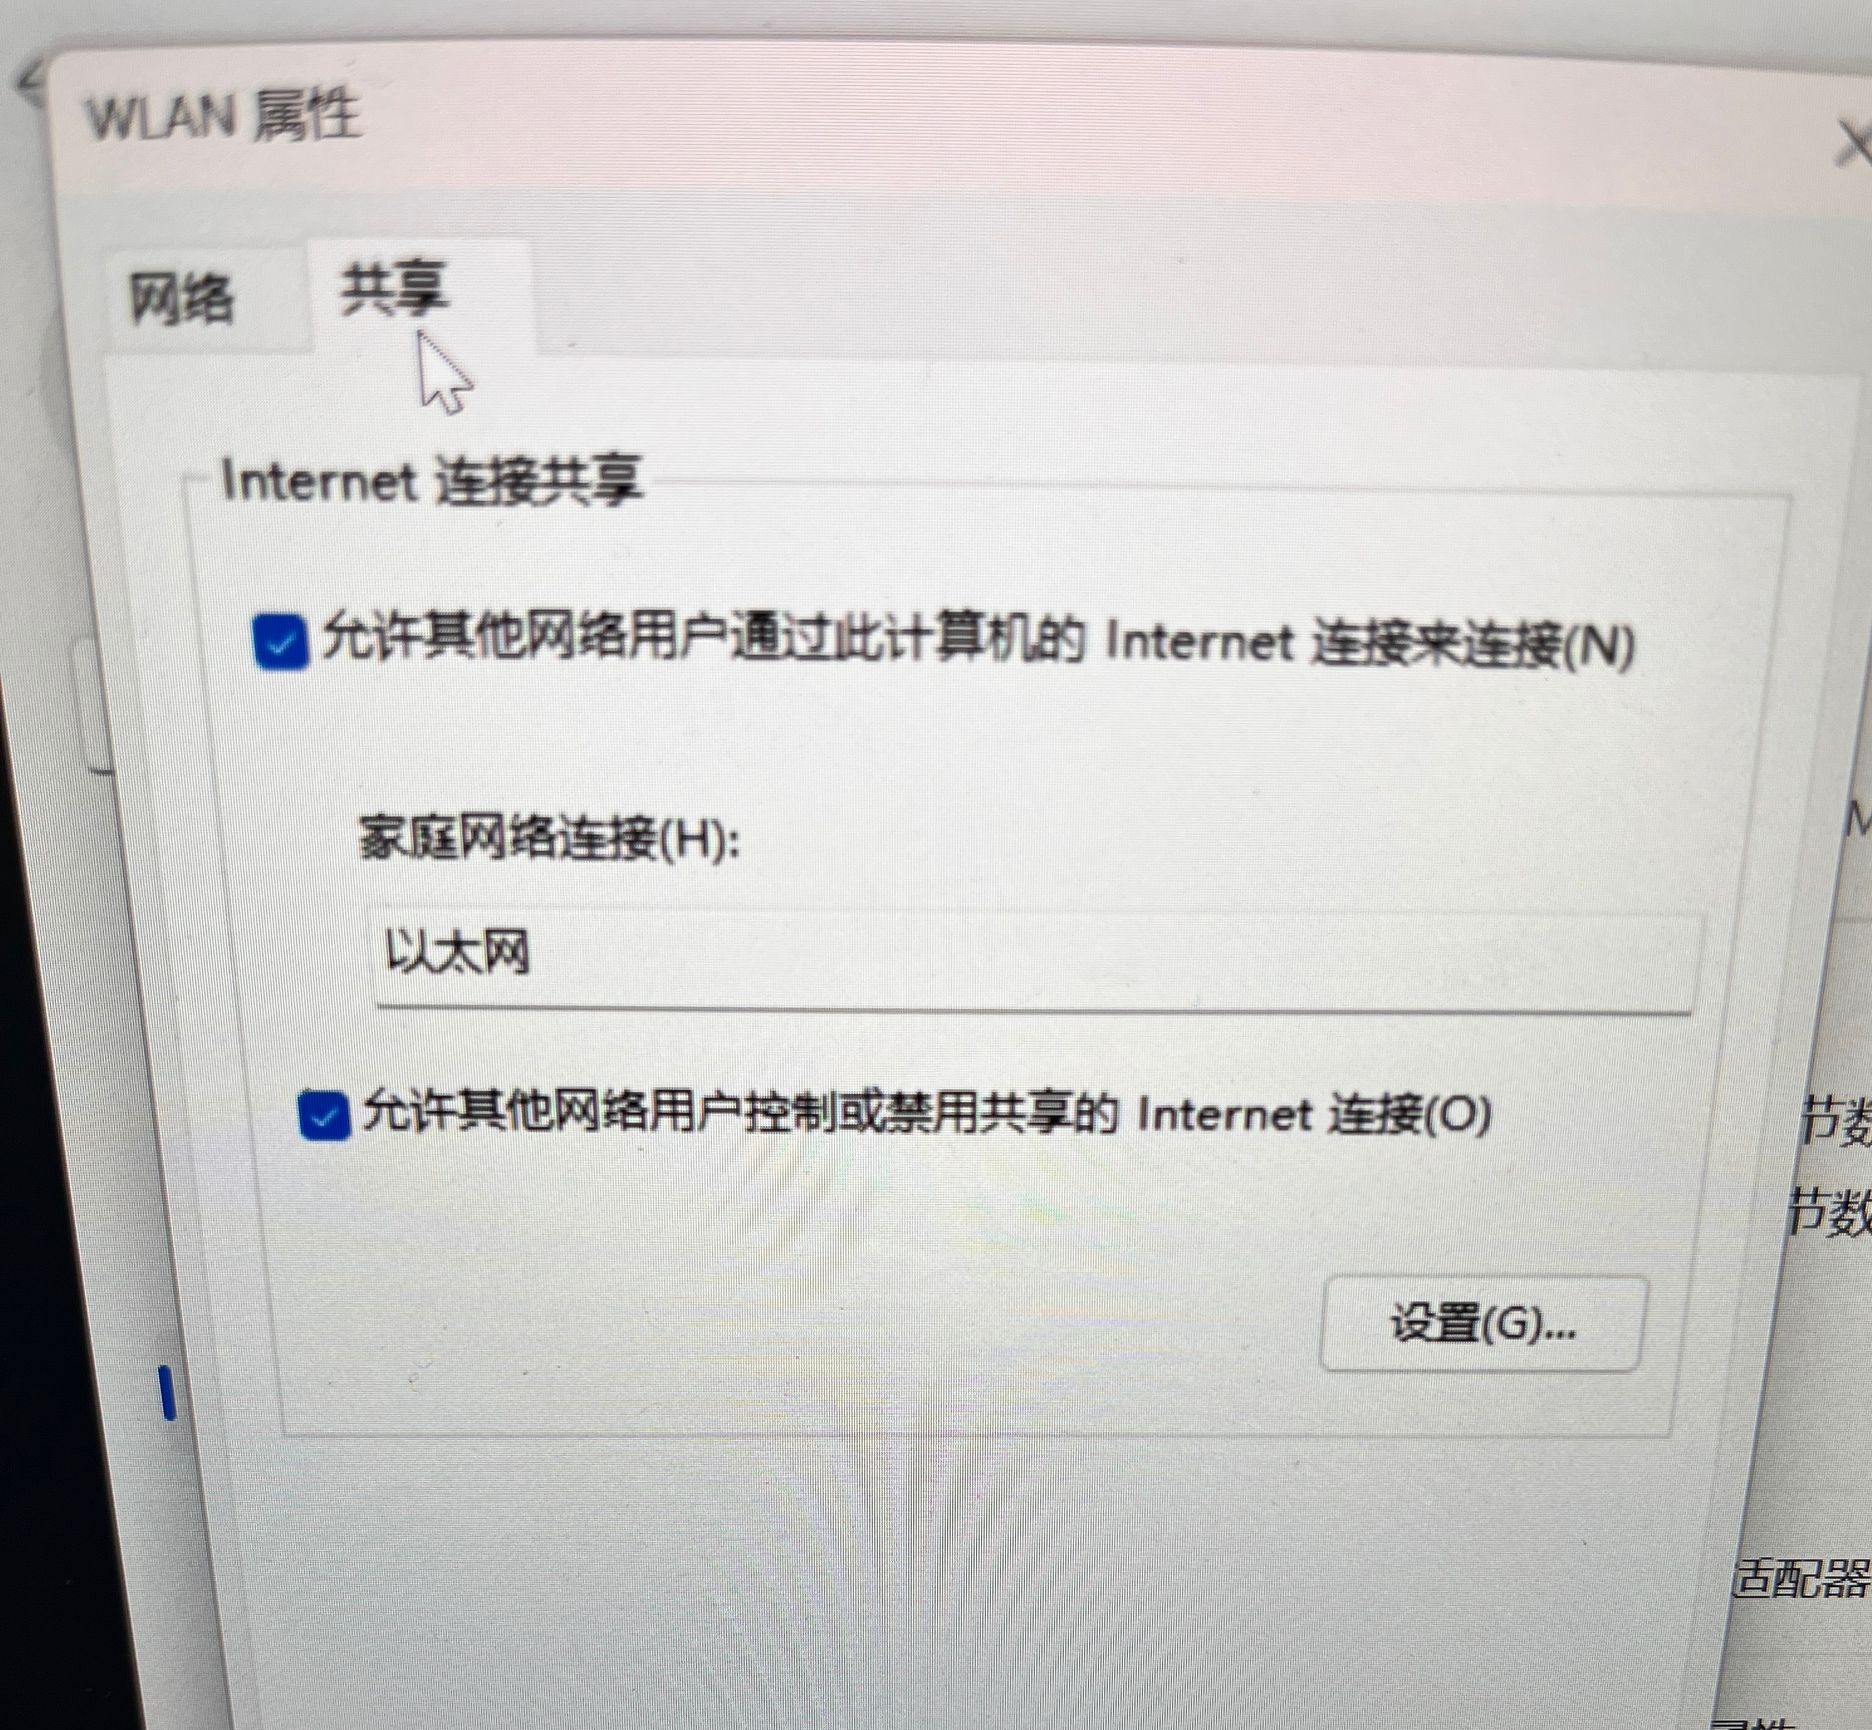 WLAN 属性
网络
共享
Internet 连接共享
允许其他网络用户通过此计算机的 Internet 连接来连接(N)
家庭网络连接(H):
以太网
允许其他网络用户控制或禁用共享的 Internet 连接(O)
节数
节数
设置(G)...
适配器
属性